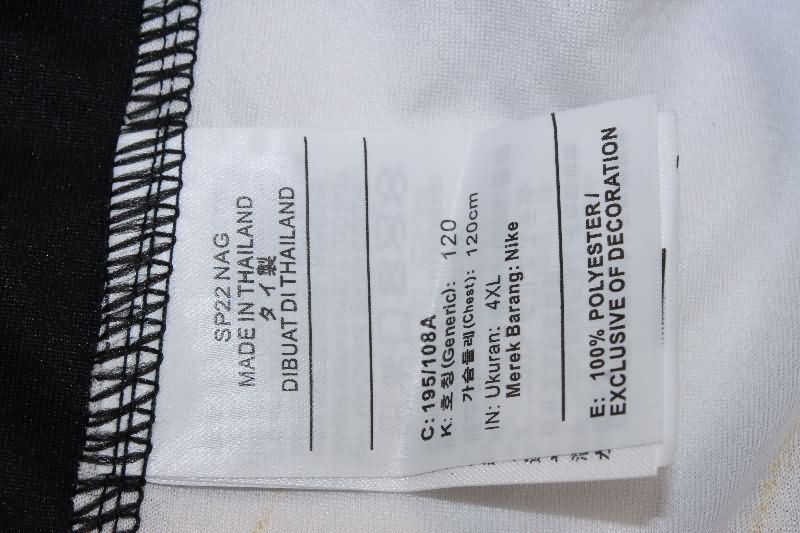 SP22 NAG
MADE IN THAILAND
タイ製
DIBUAT DI THAILAND
C: 195/108A
K: 호칭(Generic): 120
가슴둘레(Chest): 120cm
IN: Ukuran: 4XL
Merek Barang: Nike
E: 100% POLYESTER /
EXCLUSIVE OF DECORATION